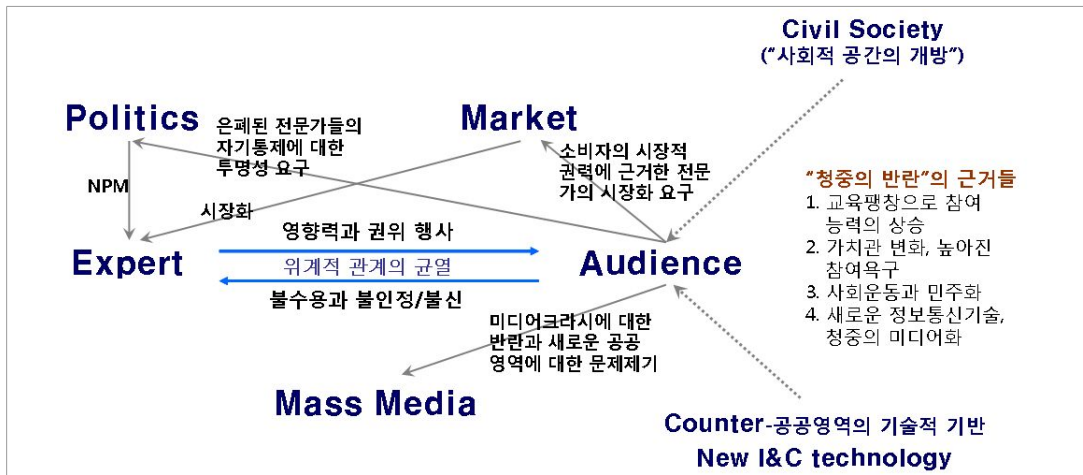 Civil Society
("사회적 공간의 개방")
Politics
은폐된 전문가들의
자기통제에 대한
투명성 요구
Market
소비자의 시장적
권력에 근거한 전문
가의 시장화 요구
NPM
시장화
"청중의 반란"의 근거들
1. 교육팽창으로 참여
능력의 상승
2. 가치관 변화, 높아진
참여욕구
3. 사회운동과 민주화
4. 새로운 정보통신기술,
청중의 미디어화
영향력과 권위 행사
Expert
위계적 관계의 균열
Audience
불수용과 불인정/불신
미디어크라시에 대한
반란과 새로운 공공
영역에 대한 문제제기
Mass Media
Counter-공공영역의 기술적 기반
New I&C technology